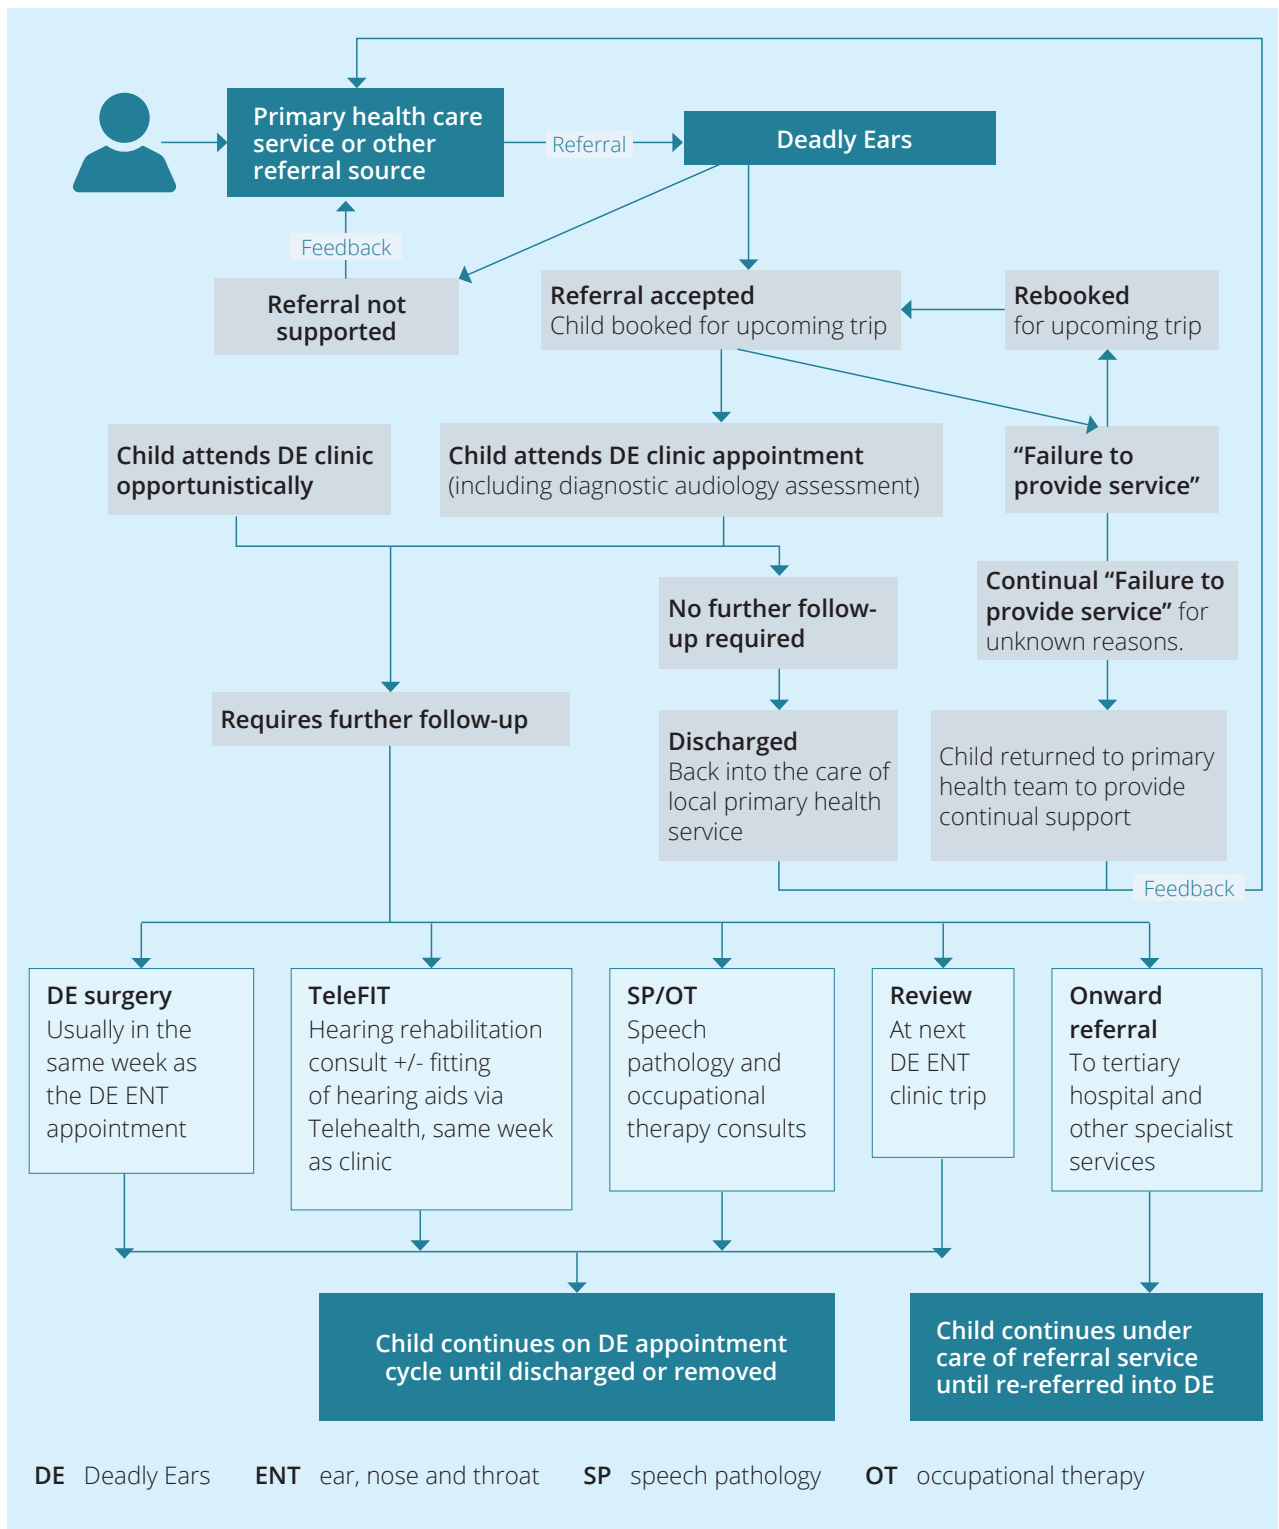 Primary health care
service or other
referral source
Referral
Deadly Ears
Feedback
Referral not
supported
Referral accepted
Child booked for upcoming trip
Rebooked
for upcoming trip
Child attends DE clinic
opportunistically
Child attends DE clinic appointment
(including diagnostic audiology assessment)
“Failure to
provide service”
No further follow-
up required
Continual “Failure to
provide service” for
unknown reasons.
Requires further follow-up
Discharged
Back into the care of
local primary health
service
Child returned to primary
health team to provide
continual support
Feedback
DE surgery
Usually in the
same week as
the DE ENT
appointment
TeleFIT
Hearing rehabilitation
consult +/- fitting
of hearing aids via
Telehealth, same week
as clinic
SP/OT
Speech
pathology and
occupational
therapy consults
Review
At next
DE ENT
clinic trip
Onward
referral
To tertiary
hospital and
other specialist
services
Child continues on DE appointment
cycle until discharged or removed
Child continues under
care of referral service
until re-referred into DE
DE Deadly Ears ENT ear, nose and throat SP speech pathology OT occupational therapy